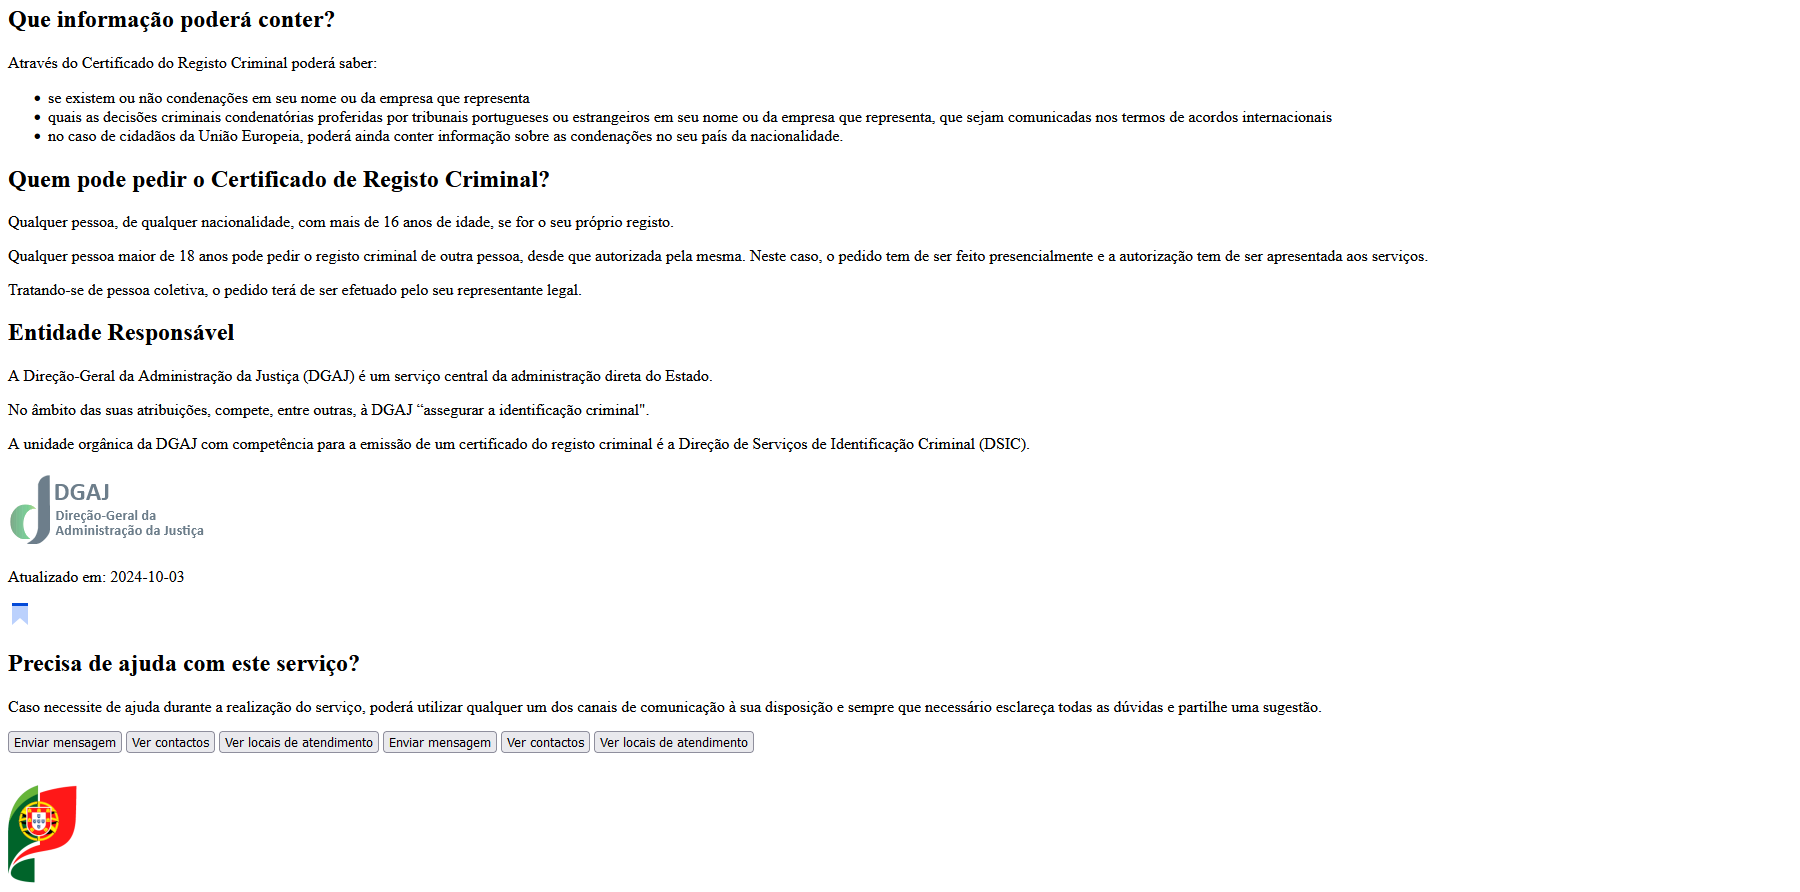 Que informação poderá conter?
Através do Certificado do Registo Criminal poderá saber:
• se existem ou não condenações em seu nome ou da empresa que representa
• quais as decisões criminais condenatórias proferidas por tribunais portugueses ou estrangeiros em seu nome ou da empresa que representa, que sejam comunicadas nos termos de acordos internacionais
• no caso de cidadãos da União Europeia, poderá ainda conter informação sobre as condenações no seu país da nacionalidade.
Quem pode pedir o Certificado de Registo Criminal?
Qualquer pessoa, de qualquer nacionalidade, com mais de 16 anos de idade, se for o seu próprio registo.
Qualquer pessoa maior de 18 anos pode pedir o registo criminal de outra pessoa, desde que autorizada pela mesma. Neste caso, o pedido tem de ser feito presencialmente e a autorização tem de ser apresentada aos serviços.
Tratando-se de pessoa coletiva, o pedido terá de ser efetuado pelo seu representante legal.
Entidade Responsável
A Direção-Geral da Administração da Justiça (DGAJ) é um serviço central da administração direta do Estado.
No âmbito das suas atribuições, compete, entre outras, à DGAJ “assegurar a identificação criminal".
A unidade orgânica da DGAJ com competência para a emissão de um certificado do registo criminal é a Direção de Serviços de Identificação Criminal (DSIC).
DGAJ
Direção-Geral da
Administração da Justiça
Atualizado em: 2024-10-03
Precisa de ajuda com este serviço?
Caso necessite de ajuda durante a realização do serviço, poderá utilizar qualquer um dos canais de comunicação à sua disposição e sempre que necessário esclareça todas as dúvidas e partilhe uma sugestão.
Enviar mensagem Ver contactos Ver locais de atendimento Enviar mensagem Ver contactos Ver locais de atendimento